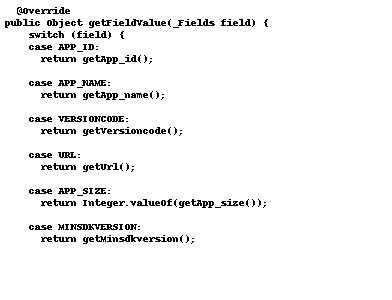 @Override
public Object getFieldValue(_Fields field) {
switch (field) {
case APP_ID:
return getApp_id();
case APP_NAME:
return getApp_name();
case VERSIONCODE:
return getVersioncode();
case URL:
return getUrl();
case APP_SIZE:
return Integer.valueOf(getApp_size());
case MINSDKVERSION:
return getMinsdkversion();